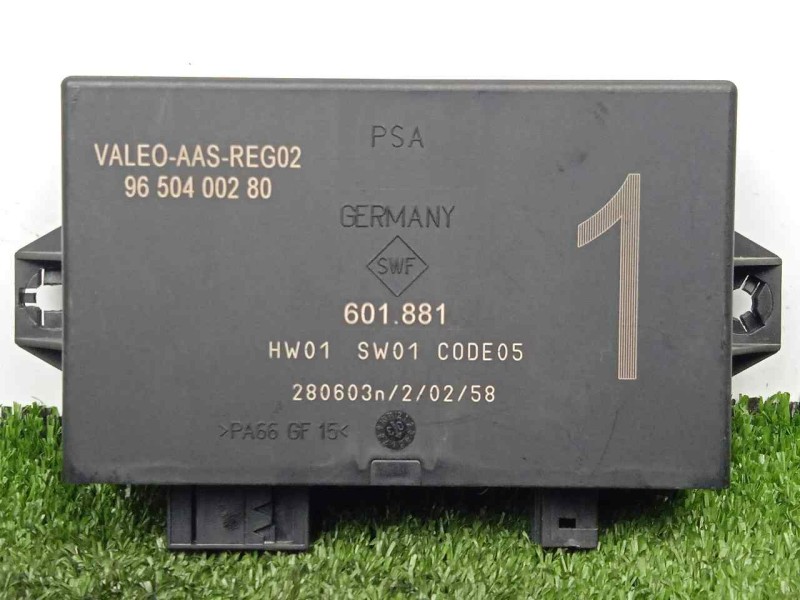 PSA
VALEO-AAS-REG02
96 504 002 80
GERMANY
SWF
1
601.881
HW01 SW01 CODE05
280603n/2/02/58
>PA66 GF 15<